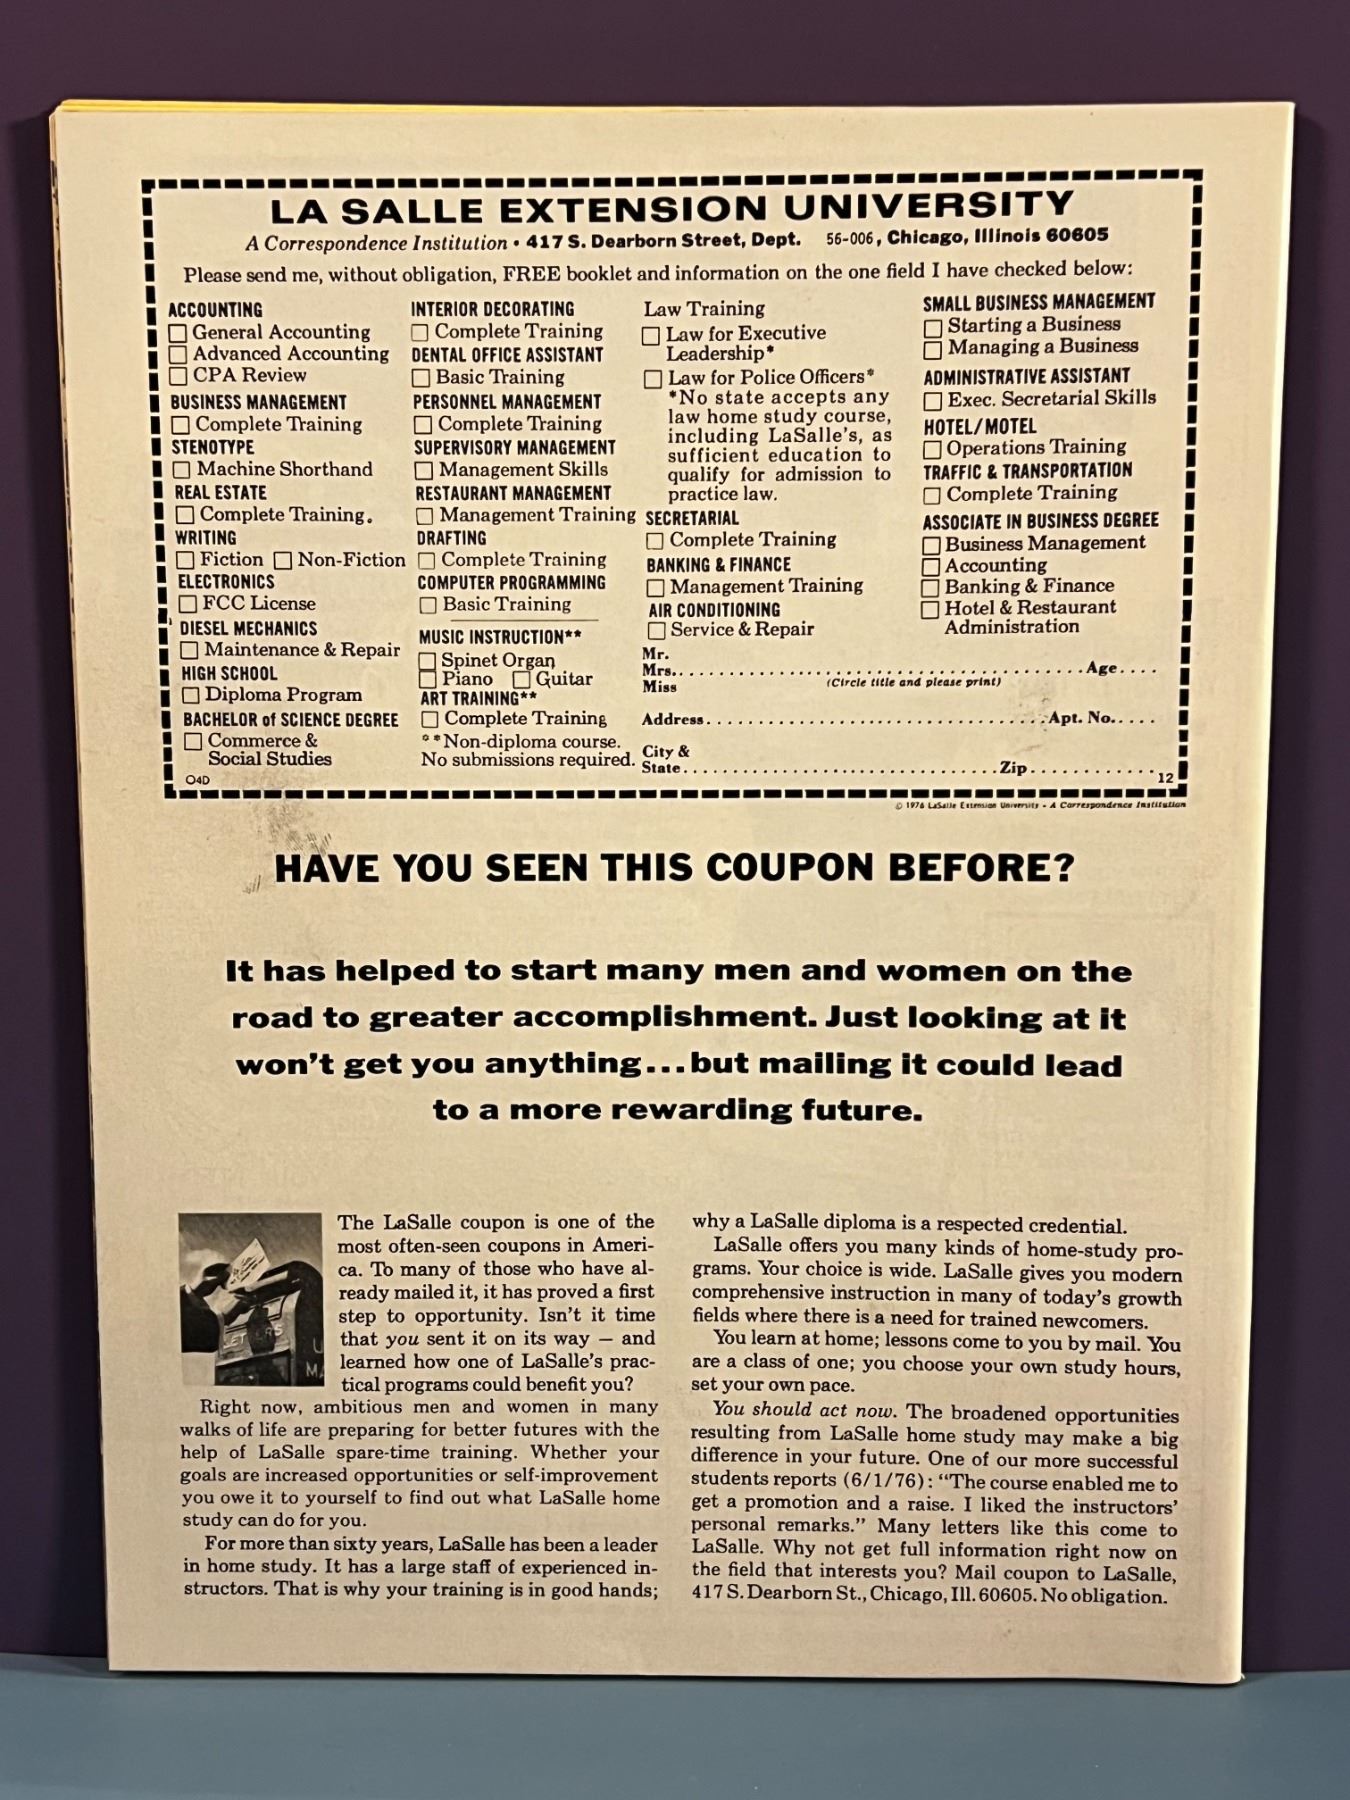 LA SALLE EXTENSION UNIVERSITY
A Correspondence Institution • 417 S. Dearborn Street, Dept. 56-006, Chicago, Illinois 60605
Please send me, without obligation, FREE booklet and information on the one field I have checked below:
ACCOUNTING
General Accounting
Advanced Accounting
CPA Review
BUSINESS MANAGEMENT
Complete Training
STENOTYPE
Machine Shorthand
REAL ESTATE
Complete Training.
WRITING
Fiction Non-Fiction
ELECTRONICS
FCC License
DIESEL MECHANICS
Maintenance & Repair
HIGH SCHOOL
Diploma Program
BACHELOR of SCIENCE DEGREE
Commerce &
Social Studies
04D
INTERIOR DECORATING
Complete Training
DENTAL OFFICE ASSISTANT
Basic Training
PERSONNEL MANAGEMENT
Complete Training
SUPERVISORY MANAGEMENT
Management Skills
RESTAURANT MANAGEMENT
Management Training
DRAFTING
Complete Training
COMPUTER PROGRAMMING
Basic Training
MUSIC INSTRUCTION**
Spinet Organ
Piano Guitar
ART TRAINING**
Complete Training
**Non-diploma course.
No submissions required.
Law Training
Law for Executive
Leadership*
Law for Police Officers*
*No state accepts any
law home study course,
including LaSalle's, as
sufficient education to
qualify for admission to
practice law.
SECRETARIAL
Complete Training
BANKING & FINANCE
Management Training
AIR CONDITIONING
Service & Repair
SMALL BUSINESS MANAGEMENT
Starting a Business
Managing a Business
ADMINISTRATIVE ASSISTANT
Exec. Secretarial Skills
HOTEL/MOTEL
Operations Training
TRAFFIC & TRANSPORTATION
Complete Training
ASSOCIATE IN BUSINESS DEGREE
Business Management
Accounting
Banking & Finance
Hotel & Restaurant
Administration
Mr.
Mrs. Age
Miss (Circle title and please print)
Address Apt. No.
City &
State Zip 12
© 1976 LaSalle Extension University - A Correspondence Institution
HAVE YOU SEEN THIS COUPON BEFORE?
It has helped to start many men and women on the
road to greater accomplishment. Just looking at it
won't get you anything...but mailing it could lead
to a more rewarding future.
The LaSalle coupon is one of the
most often-seen coupons in Ameri-
ca. To many of those who have al-
ready mailed it, it has proved a first
step to opportunity. Isn't it time
that you sent it on its way — and
learned how one of LaSalle's prac-
tical programs could benefit you?
Right now, ambitious men and women in many
walks of life are preparing for better futures with the
help of LaSalle spare-time training. Whether your
goals are increased opportunities or self-improvement
you owe it to yourself to find out what LaSalle home
study can do for you.
For more than sixty years, LaSalle has been a leader
in home study. It has a large staff of experienced in-
structors. That is why your training is in good hands;
why a LaSalle diploma is a respected credential.
LaSalle offers you many kinds of home-study pro-
grams. Your choice is wide. LaSalle gives you modern
comprehensive instruction in many of today's growth
fields where there is a need for trained newcomers.
You learn at home; lessons come to you by mail. You
are a class of one; you choose your own study hours,
set your own pace.
You should act now. The broadened opportunities
resulting from LaSalle home study may make a big
difference in your future. One of our more successful
students reports (6/1/76): "The course enabled me to
get a promotion and a raise. I liked the instructors'
personal remarks." Many letters like this come to
LaSalle. Why not get full information right now on
the field that interests you? Mail coupon to LaSalle,
417 S. Dearborn St., Chicago, Ill. 60605. No obligation.